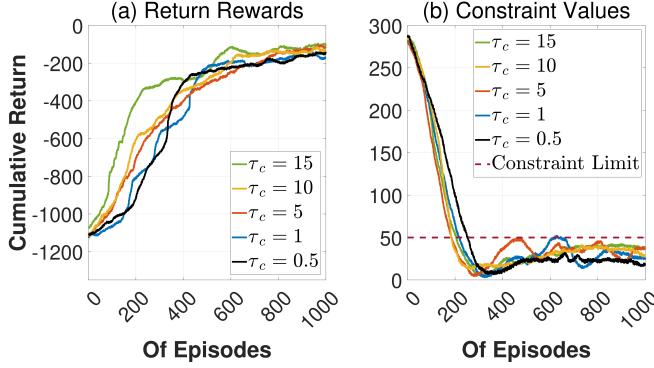 (a) Return Rewards
Cumulative Return
0
-200
-400
-600
-800
-1000
-1200
τc = 15
τc = 10
τc = 5
τc = 1
τc = 0.5
0
200
400
600
800
1000
Of Episodes
(b) Constraint Values
300
250
200
150
100
50
0
τc = 15
τc = 10
τc = 5
τc = 1
τc = 0.5
Constraint Limit
0
200
400
600
800
1000
Of Episodes